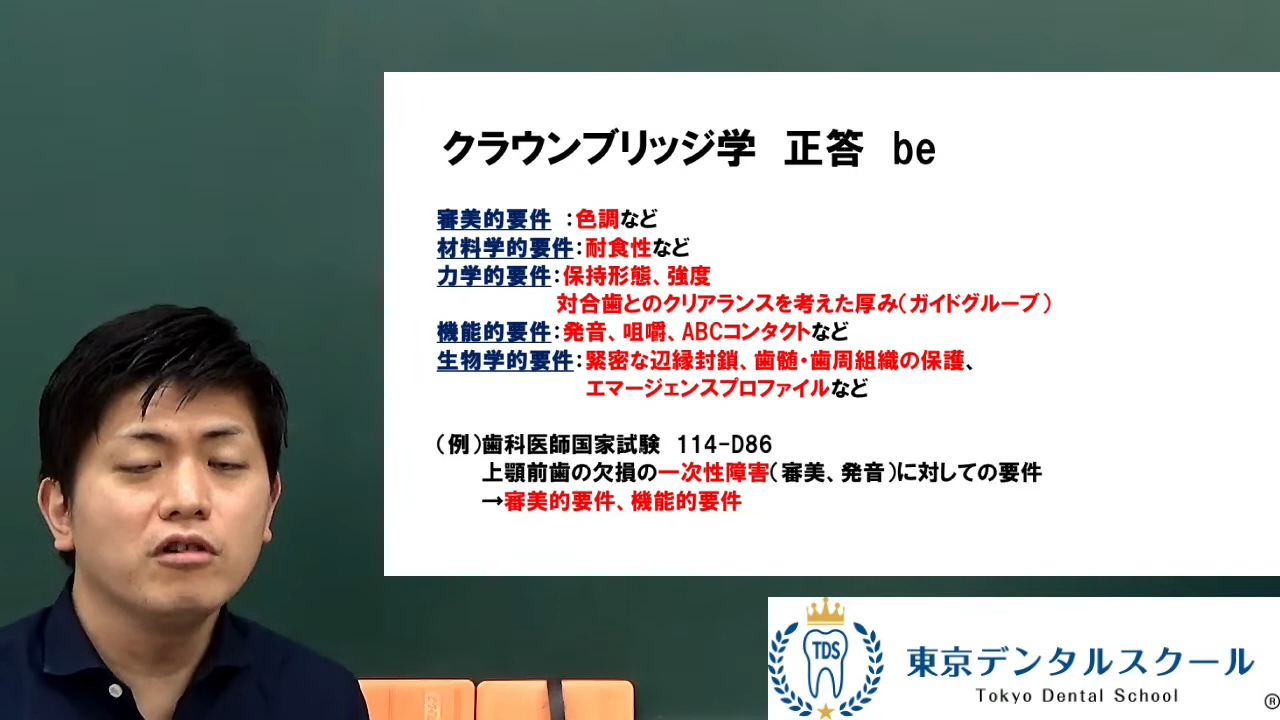 クラウンブリッジ学 正答 be
審美的要件 ：色調など
材料学的要件：耐食性など
力学的要件：保持形態、強度
対合歯とのクリアランスを考えた厚み（ガイドグルーブ）
機能的要件：発音、咀嚼、ABCコンタクトなど
生物学的要件：緊密な辺縁封鎖、歯髄・歯周組織の保護、
エマージェンスプロファイルなど
（例）歯科医師国家試験 114-D86
上顎前歯の欠損の一次性障害（審美、発音）に対しての要件
→審美的要件、機能的要件
TDS
東京デンタルスクール
Tokyo Dental School
®